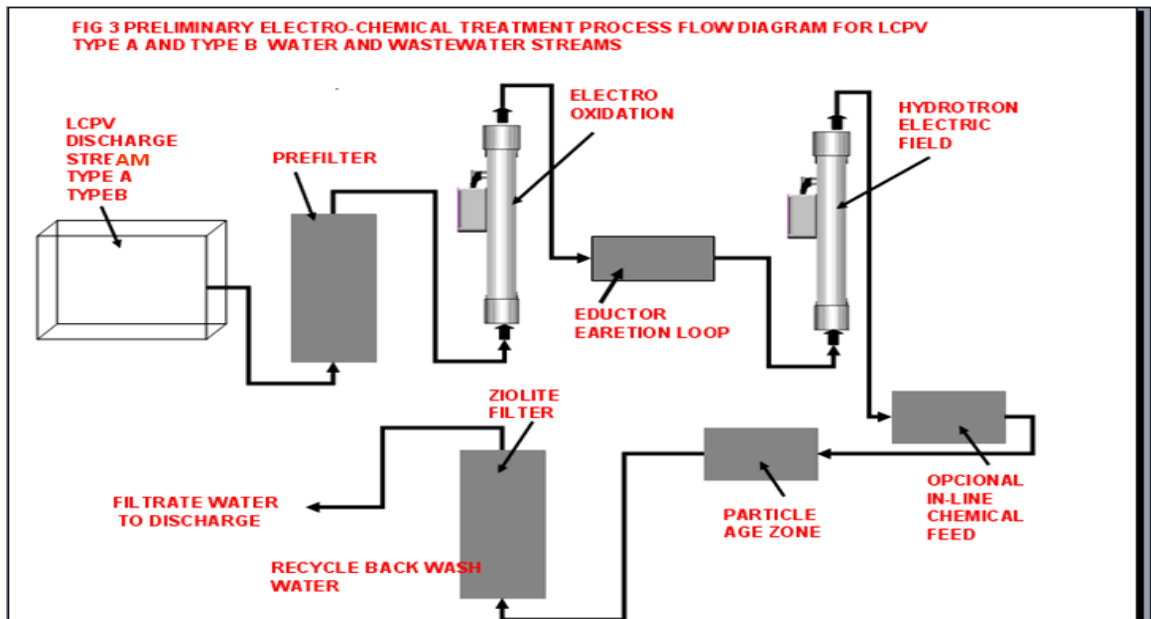 FIG 3 PRELIMINARY ELECTRO-CHEMICAL TREATMENT PROCESS FLOW DIAGRAM FOR LCPV
TYPE A AND TYPE B WATER AND WASTEWATER STREAMS
LCPV
DISCHARGE
STREAM
TYPE A
TYPEB
PREFILTER
ELECTRO
OXIDATION
HYDROTRON
ELECTRIC
FIELD
EDUCTOR
EARETION LOOP
ZIOLITE
FILTER
FILTRATE WATER
TO DISCHARGE
RECYCLE BACK WASH
WATER
PARTICLE
AGE ZONE
OPCIONAL
IN-LINE
CHEMICAL
FEED